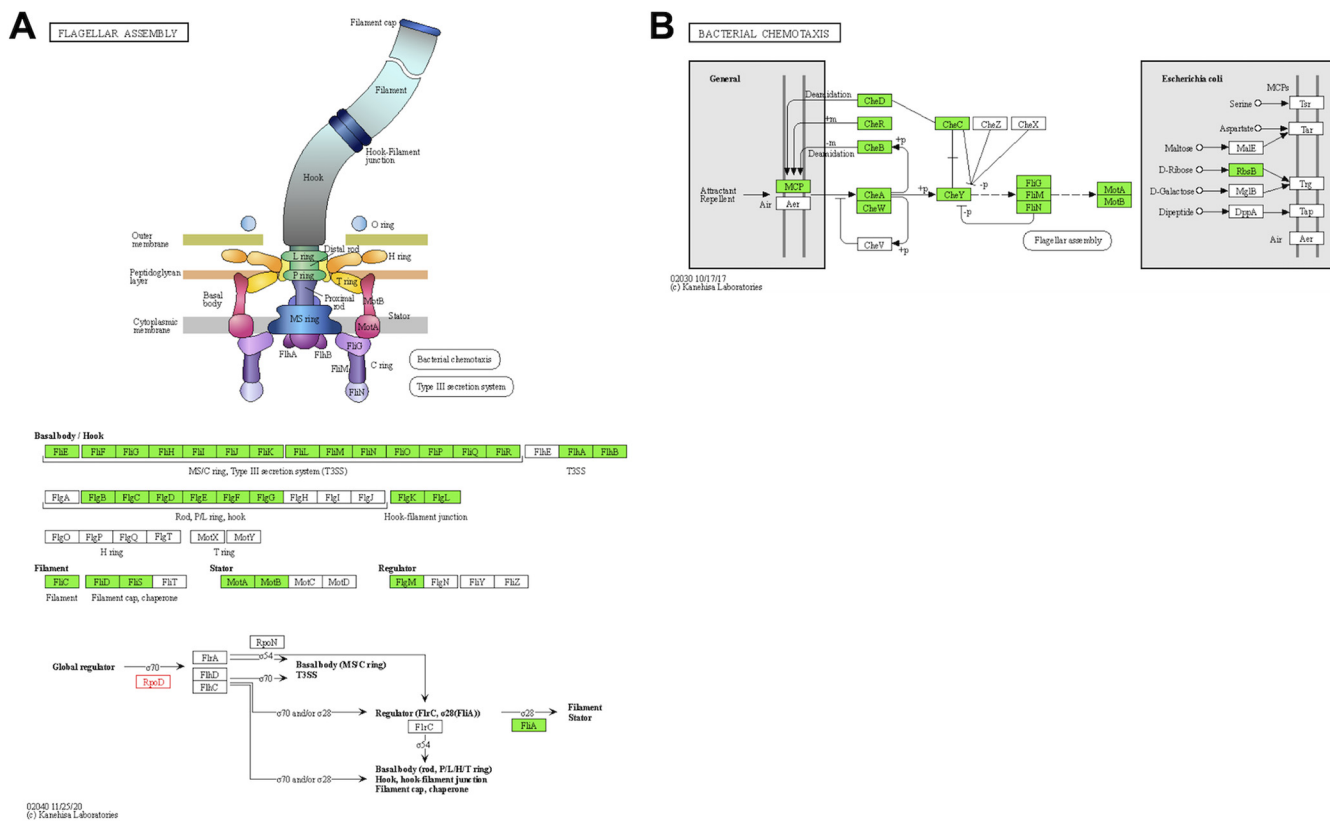 A
FLAGELLAR ASSEMBLY
Filament cap
Filament
Hook-Filament
junction
Hook
O ring
Outer
membrane
Distal rod
L ring
H ring
Peptidoglycan
layer
P ring
T ring
Basal
body
Proximal
rod
MotB
Stator
Cytoplasmic
membrane
MS ring
MotA
FlhA
FlhB
FliG
FliM
C ring
FliN
Bacterial chemotaxis
Type III secretion system
Basal body / Hook
FliE FliF FliG FliH FliI FliJ FliK FliL FliM FliN FliO FliP FliQ FliR FlhE FlhA FlhB
MS/C ring, Type III secretion system (T3SS) T3SS
FlgA FlgB FlgC FlgD FlgE FlgF FlgG FlgH FlgI FlgJ FlgK FlgL
Rod, P/L ring, hook Hook-filament junction
FlgO FlgP FlgQ FlgT MotX MotY
H ring T ring
Filament Stator Regulator
FliC FliD FliS FliT MotA MotB MotC MotD FlgM FlgN FliY FliZ
Filament Filament cap, chaperone
RpoN
Global regulator
σ70
RpoD
FlrA
σ54
Basal body (MS/C ring)
T3SS
FlhD
FlhC
σ70
σ70 and/or σ28
Regulator (FlrC, σ28(FliA))
σ28
FliA
Filament
Stator
FlrC
σ54
σ70 and/or σ28
Basal body (rod, P/L/H/T ring)
Hook, hook-filament junction
Filament cap, chaperone
02040 11/25/20
(c) Kanehisa Laboratories
B
BACTERIAL CHEMOTAXIS
General
Deamidation
CheD
+m
CheR
CheC CheZ CheX
-m
Deamidation
CheB
+p
MCP
Attractant
Repellent
Air
Aer
CheA
CheW
+p
CheY
-p
FliG
FliM
FliN
MotA
MotB
-p
CheV
+p
Flagellar assembly
02030 10/17/17
(c) Kanehisa Laboratories
Escherichia coli
MCPs
Serine Tsr
Aspartate Tar
Maltose MalE
D-Ribose RbsB
Trg
D-Galactose MglB
Dipeptide DppA Tap
Air Aer